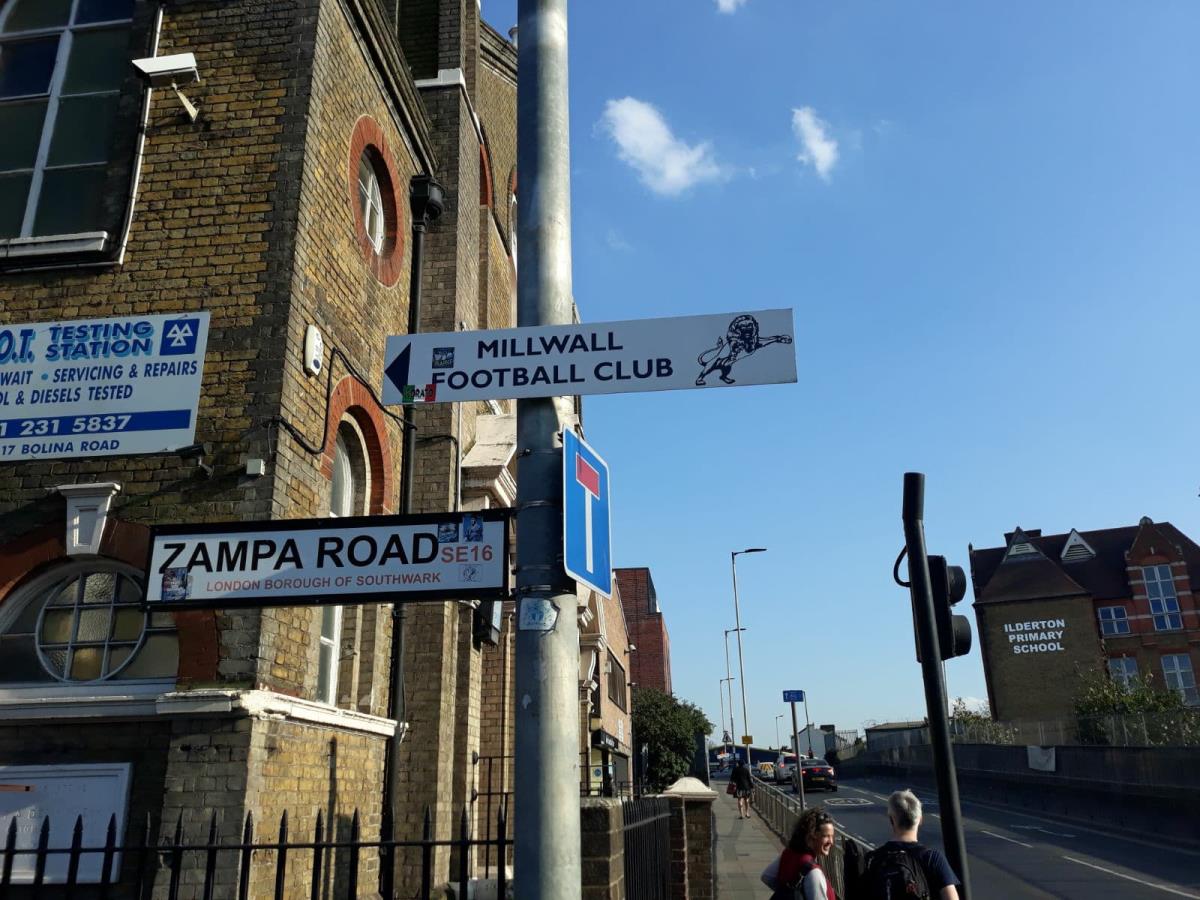 O.T. TESTING
STATION
WAIT • SERVICING & REPAIRS
OL & DIESELS TESTED
1 231 5837
17 BOLINA ROAD
MILLWALL
FOOTBALL CLUB
ZAMPA ROAD SE16
LONDON BOROUGH OF SOUTHWARK
ILDERTON
PRIMARY
SCHOOL